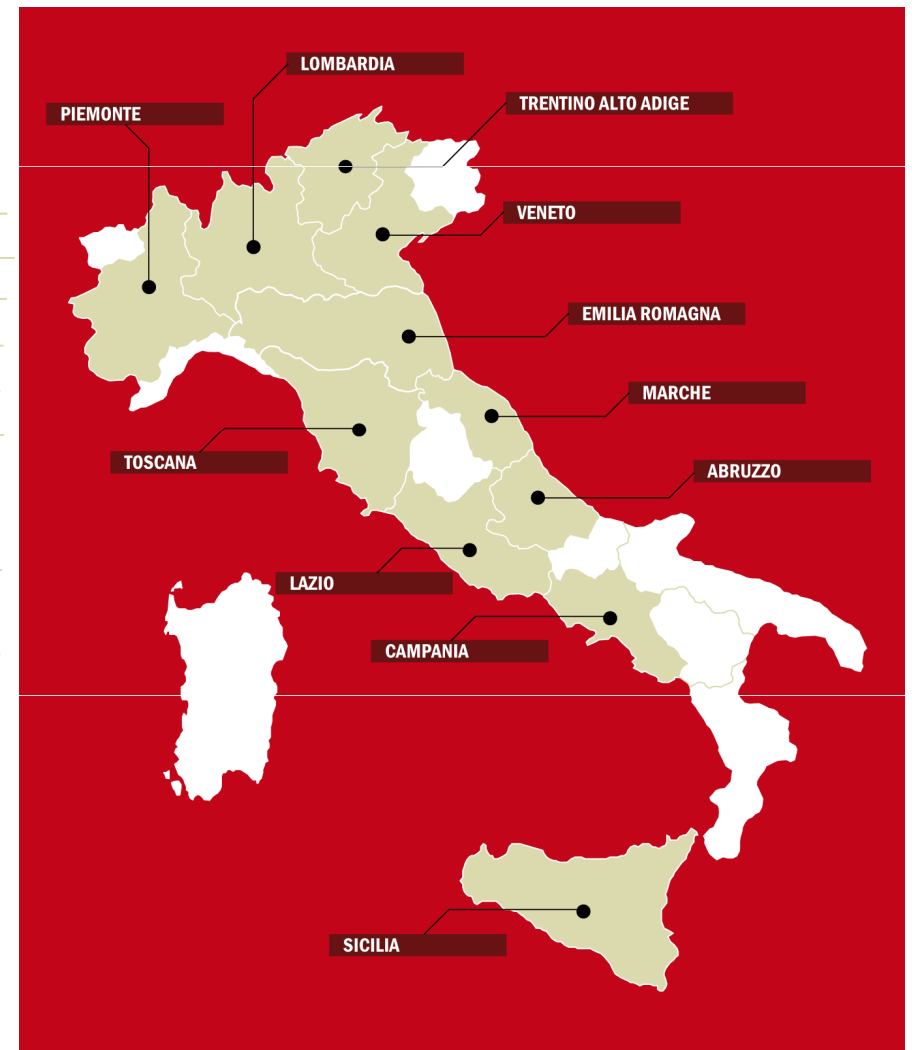 LOMBARDIA
TRENTINO ALTO ADIGE
PIEMONTE
VENETO
EMILIA ROMAGNA
MARCHE
TOSCANA
ABRUZZO
LAZIO
CAMPANIA
SICILIA